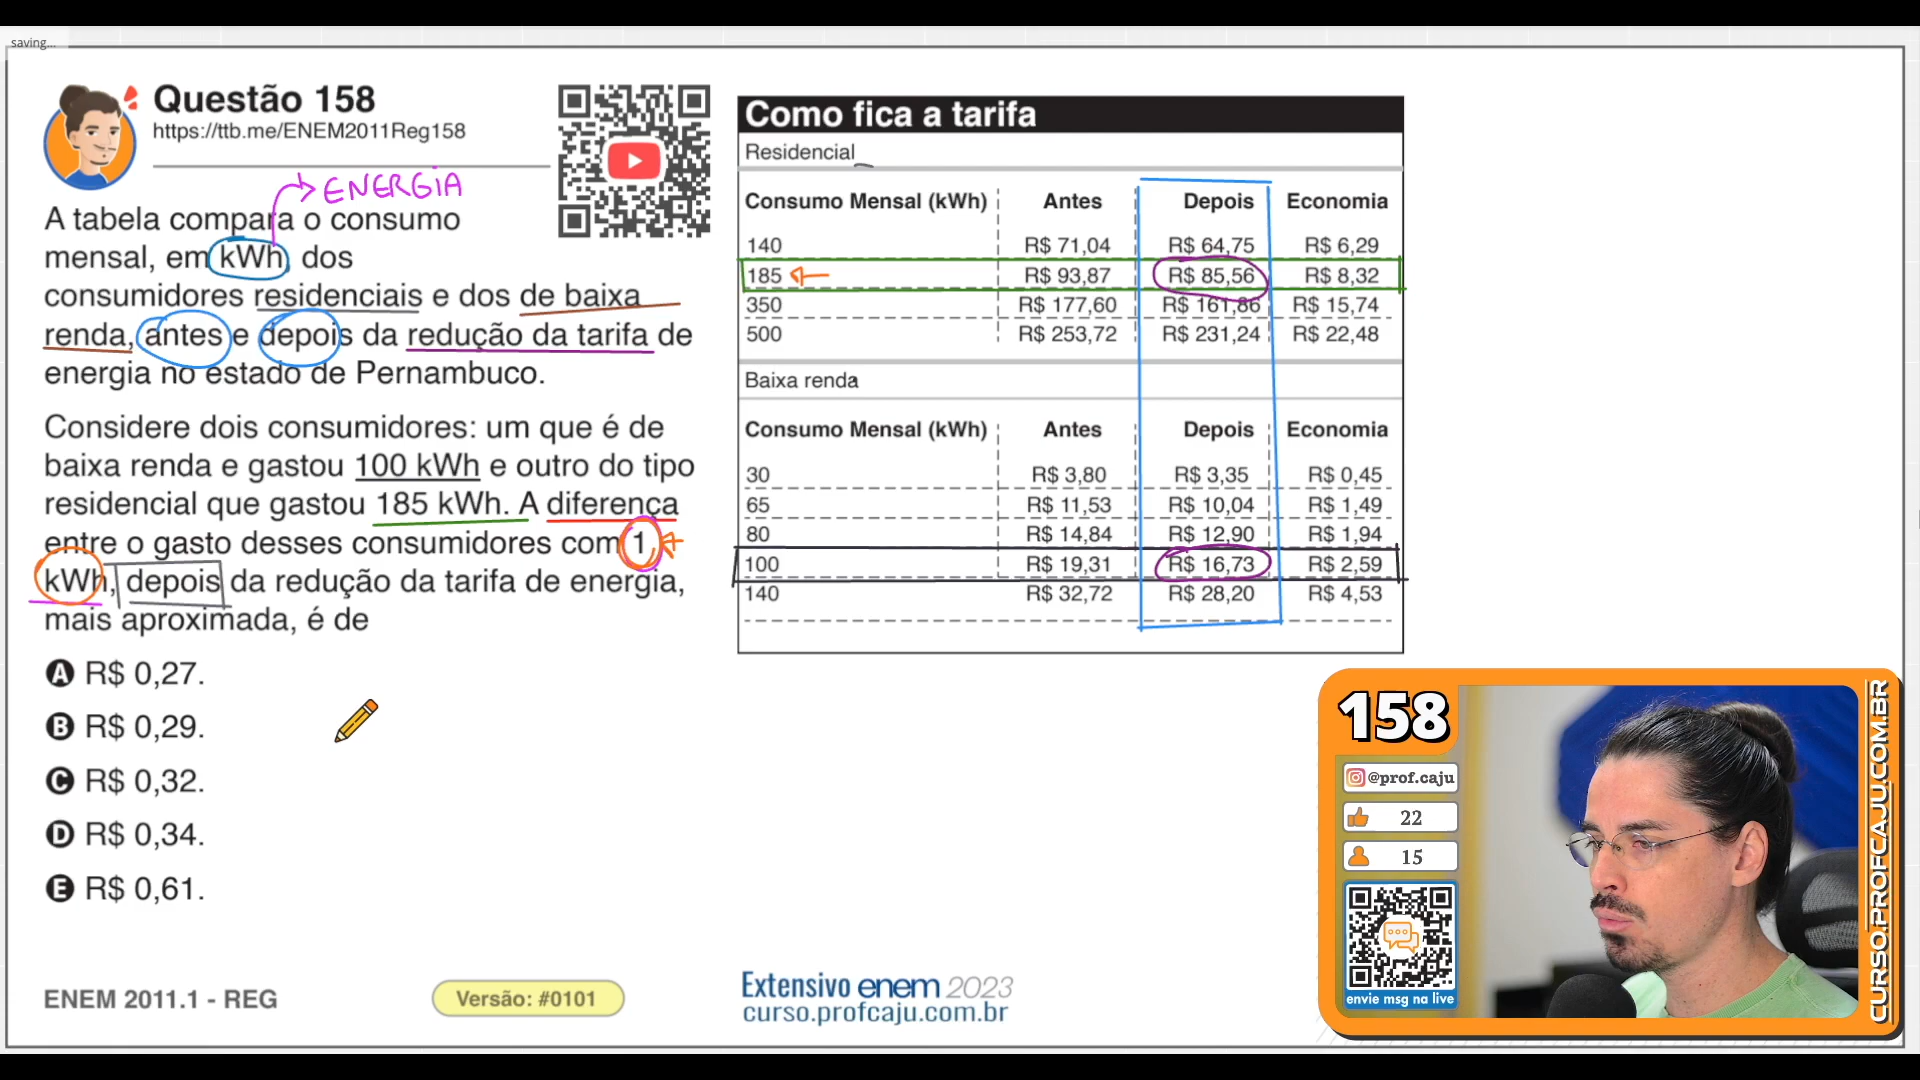 saving...
Questão 158
https://ttb.me/ENEM2011Reg158
ENERGIA
A tabela compara o consumo
mensal, em kWh, dos
consumidores residenciais e dos de baixa
renda, antes e depois da redução da tarifa de
energia no estado de Pernambuco.
Considere dois consumidores: um que é de
baixa renda e gastou 100 kWh e outro do tipo
residencial que gastou 185 kWh. A diferença
entre o gasto desses consumidores com 1
kWh, depois da redução da tarifa de energia,
mais aproximada, é de
A R$ 0,27.
B R$ 0,29.
C R$ 0,32.
D R$ 0,34.
E R$ 0,61.
ENEM 2011.1 - REG
Versão: #0101
Extensivo enem 2023
curso.profcaju.com.br
Como fica a tarifa
Residencial
Consumo Mensal (kWh) Antes Depois Economia
140 R$ 71,04 R$ 64,75 R$ 6,29
185 R$ 93,87 R$ 85,56 R$ 8,32
350 R$ 177,60 R$ 161,86 R$ 15,74
500 R$ 253,72 R$ 231,24 R$ 22,48
Baixa renda
Consumo Mensal (kWh) Antes Depois Economia
30 R$ 3,80 R$ 3,35 R$ 0,45
65 R$ 11,53 R$ 10,04 R$ 1,49
80 R$ 14,84 R$ 12,90 R$ 1,94
100 R$ 19,31 R$ 16,73 R$ 2,59
140 R$ 32,72 R$ 28,20 R$ 4,53
158
@prof.caju
22
15
envie msg na live
CURSO.PROFCAJU.COM.BR